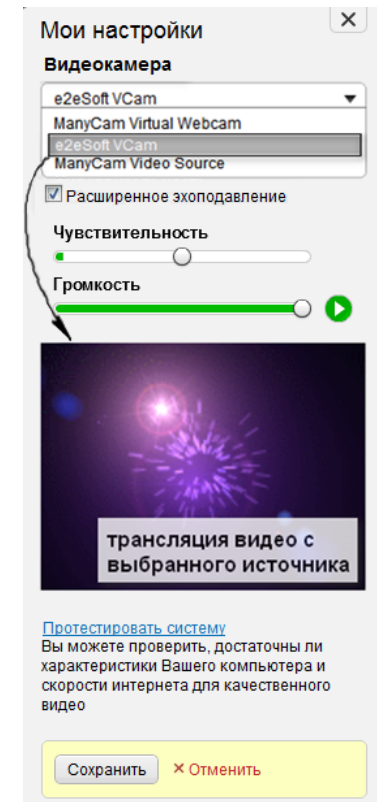 Мои настройки
Видеокамера
e2eSoft VCam
ManyCam Virtual Webcam
e2eSoft VCam
ManyCam Video Source
Расширенное эхоподавление
Чувствительность
Громкость
трансляция видео с
выбранного источника
Протестировать систему
Вы можете проверить, достаточны ли
характеристики Вашего компьютера и
скорости интернета для качественного
видео
Сохранить × Отменить